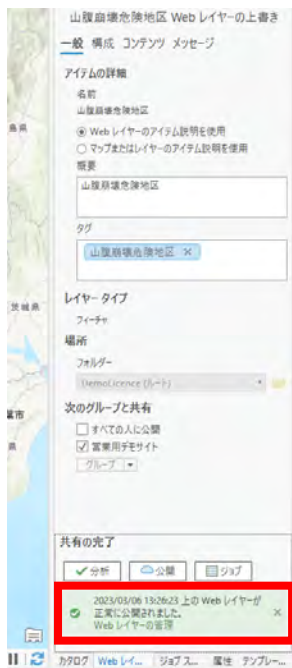 山腹崩壊危険地区 Web レイヤーの上書き
一般 構成 コンテンツ メッセージ
アイテムの詳細
名前
山腹崩壊危険地区
Web レイヤーのアイテム説明を使用
マップまたはレイヤーのアイテム説明を使用
概要
山腹崩壊危険地区
タグ
山腹崩壊危険地区 ×
レイヤー タイプ
フィーチャ
場所
フォルダー
DemoLicence (ルート)
次のグループと共有
すべての人に公開
営業用デモサイト
グループ
茨城県
共有の完了
分析 公開 ジョブ
2023/03/06 13:26:23 上の Web レイヤーが
正常に公開されました。
Web レイヤーの管理
カタログ Web レイ... ジョブ ス... 属性 テンプレー...